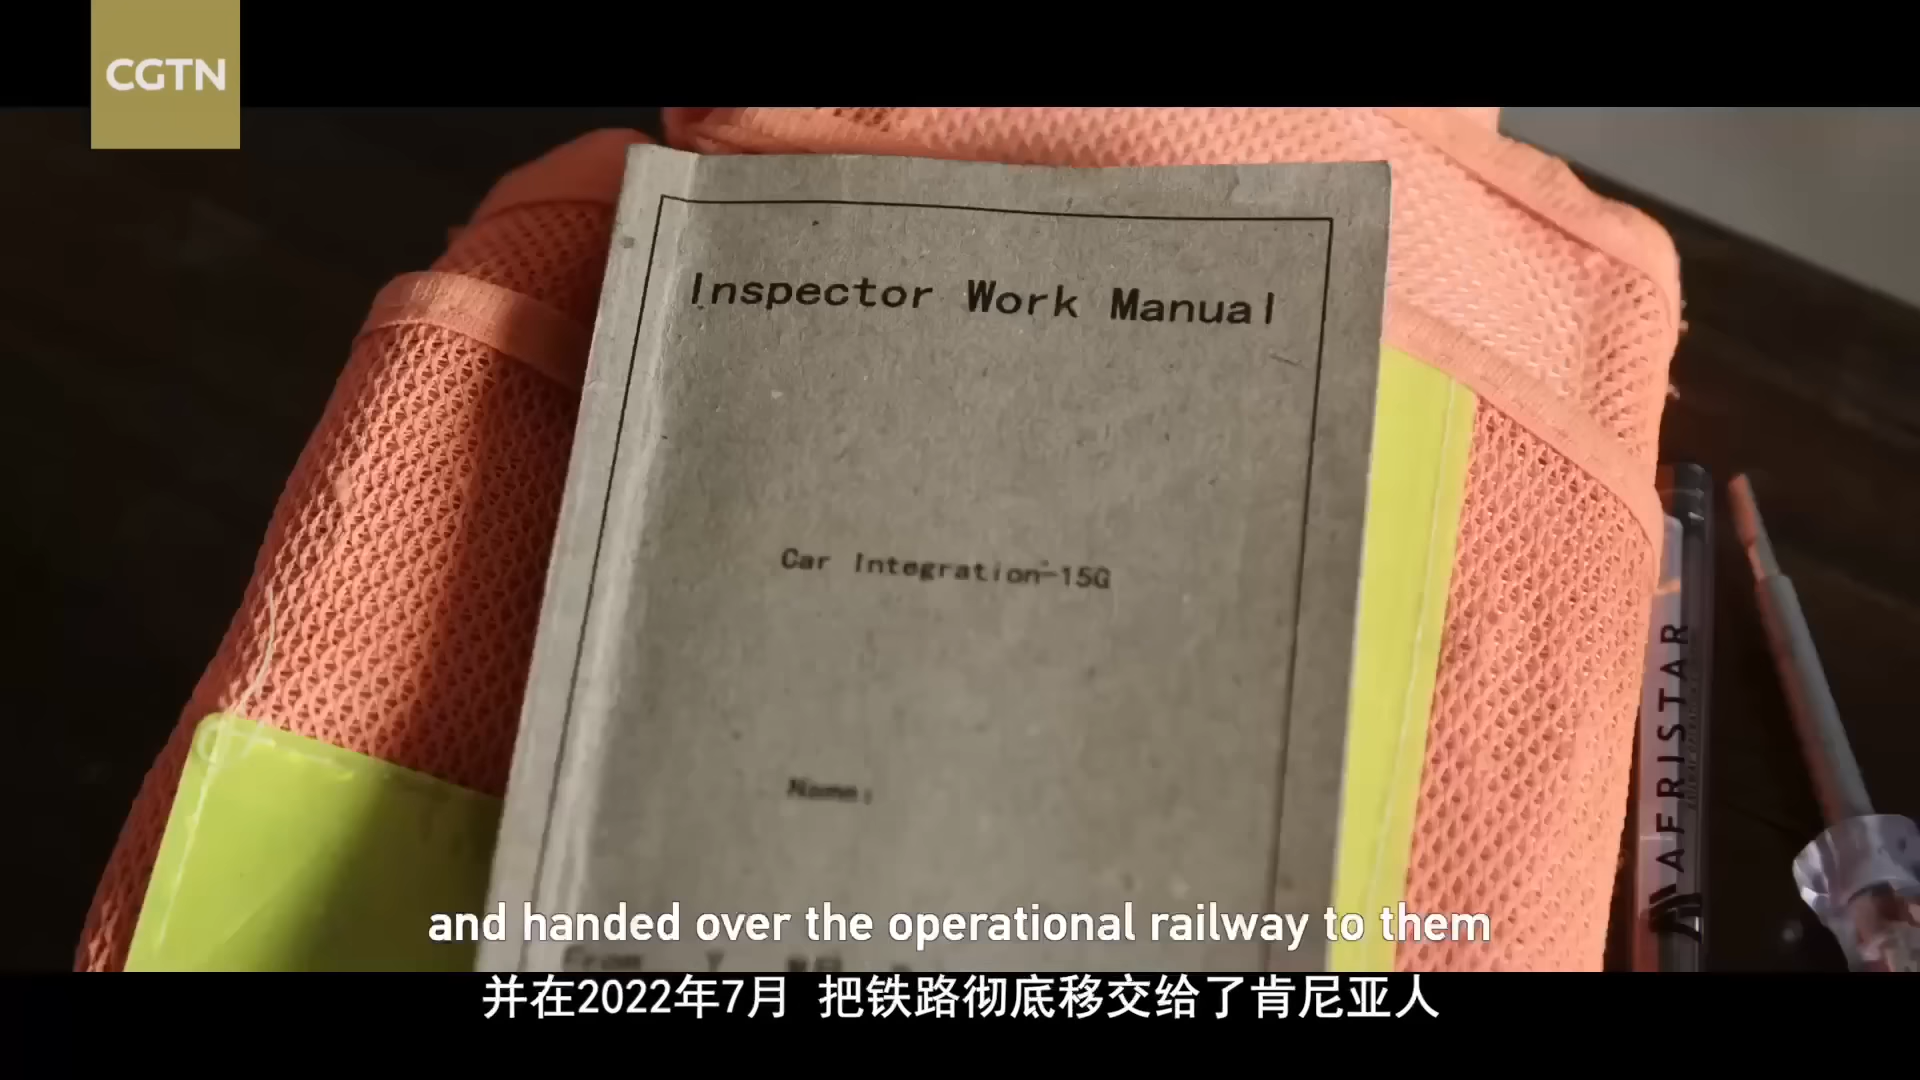 CGTN
Inspector Work Manual
Car Integration-15G
Name:
AFRISTAR
and handed over the operational railway to them
From
并在2022年7月 把铁路彻底移交给了肯尼亚人